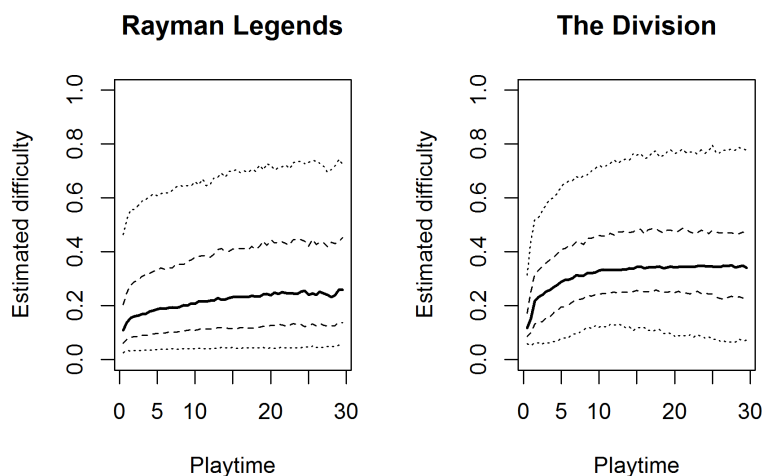 Rayman Legends
Estimated difficulty
1.0
0.8
0.6
0.4
0.2
0.0
0 5 10 20 30
Playtime
The Division
Estimated difficulty
1.0
0.8
0.6
0.4
0.2
0.0
0 5 10 20 30
Playtime